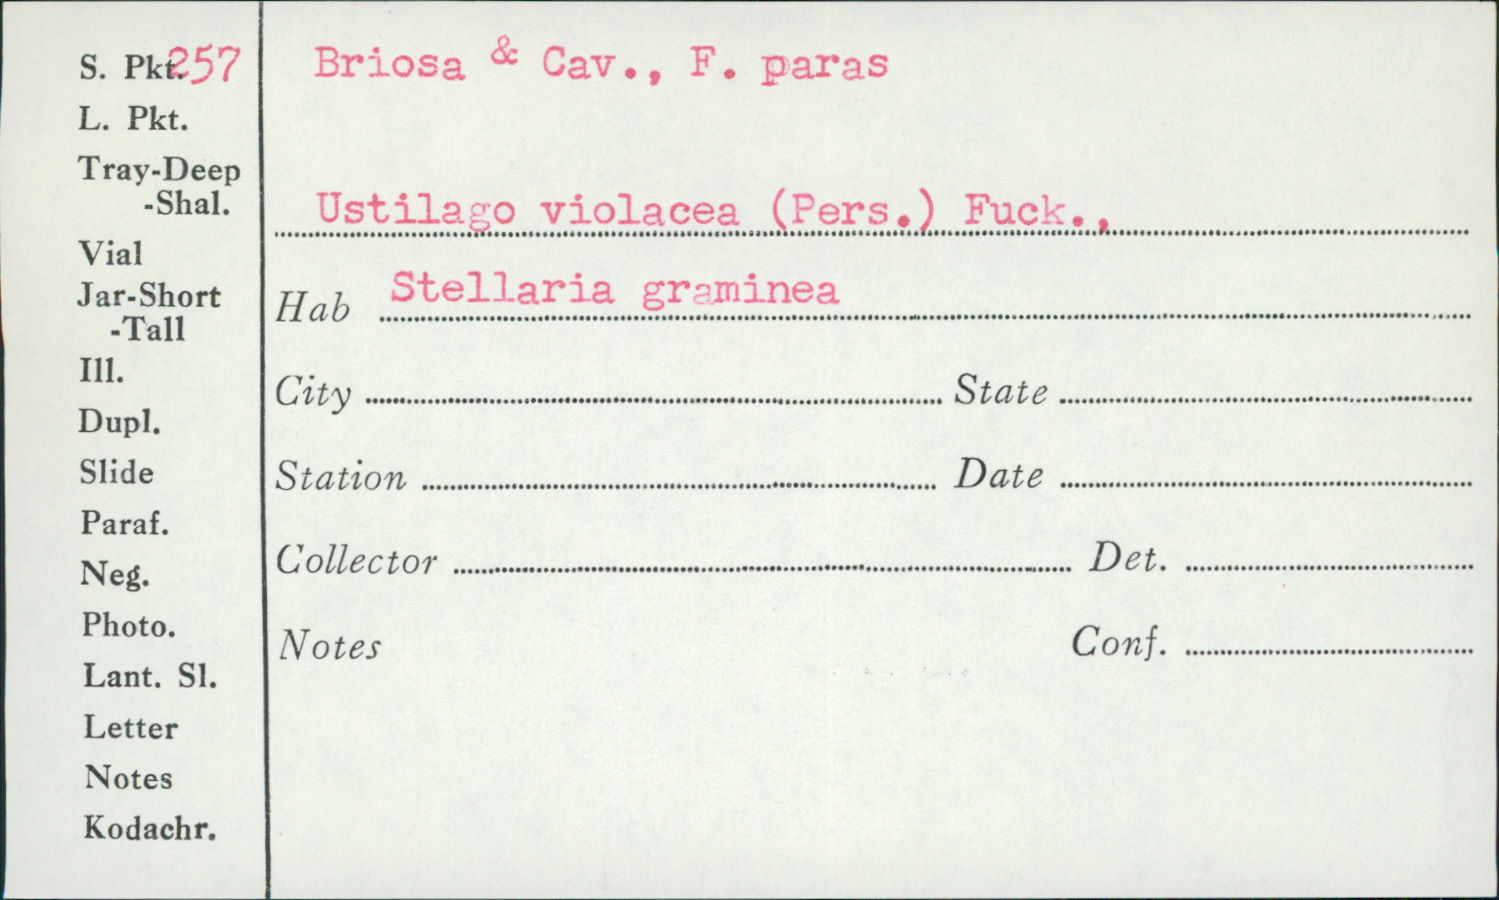 S. Pkt. 257
L. Pkt.
Tray-Deep
-Shal.
Vial
Jar-Short
-Tall
Ill.
Dupl.
Slide
Paraf.
Neg.
Photo.
Lant. Sl.
Letter
Notes
Kodachr.
Briosa & Cav., F. paras
Ustilago violacea (Pers.) Fuck.,
Hab Stellaria graminea
City State
Station Date
Collector Det.
Notes Conf.